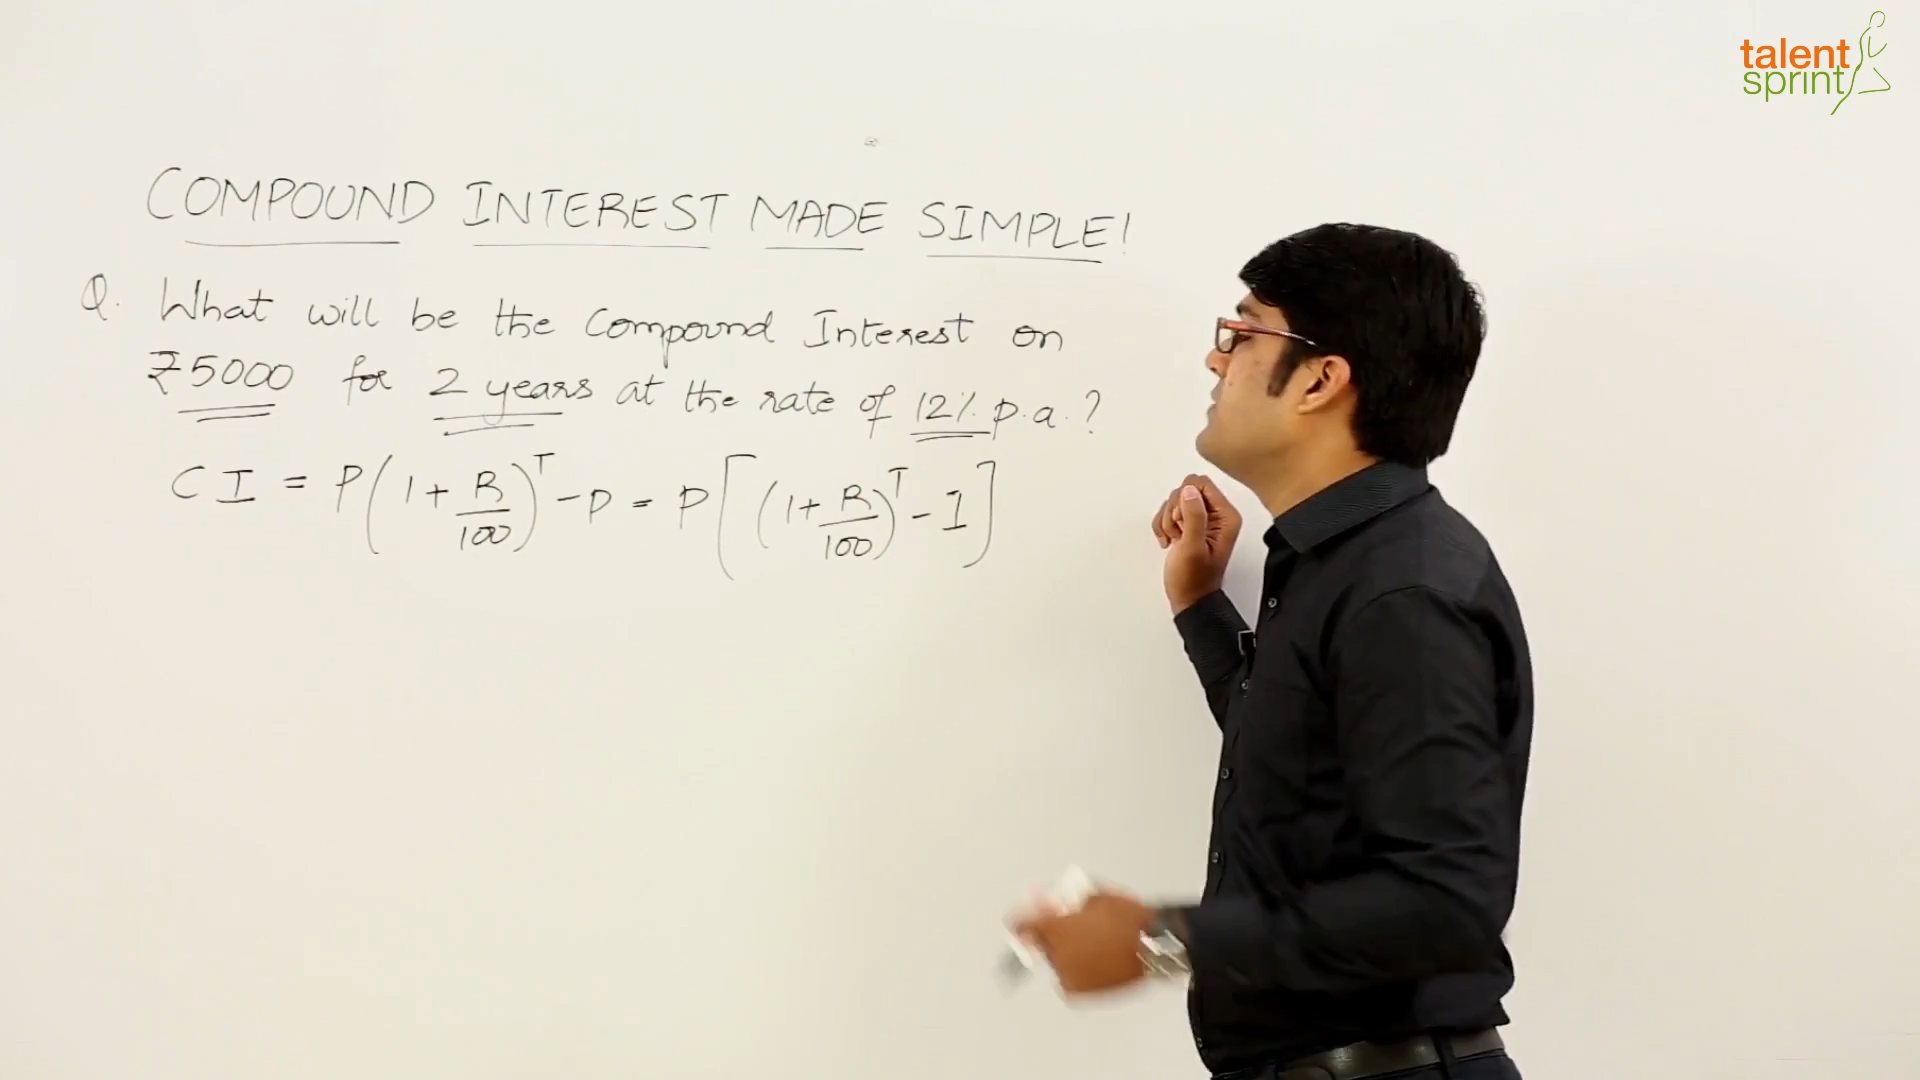 talent
sprint
COMPOUND INTEREST MADE SIMPLE!
Q. What will be the Compound Interest on
₹5000 for 2 years at the rate of 12% p.a.?
CI = P(1+R/100)^T - P = P[(1+R/100)^T - 1]